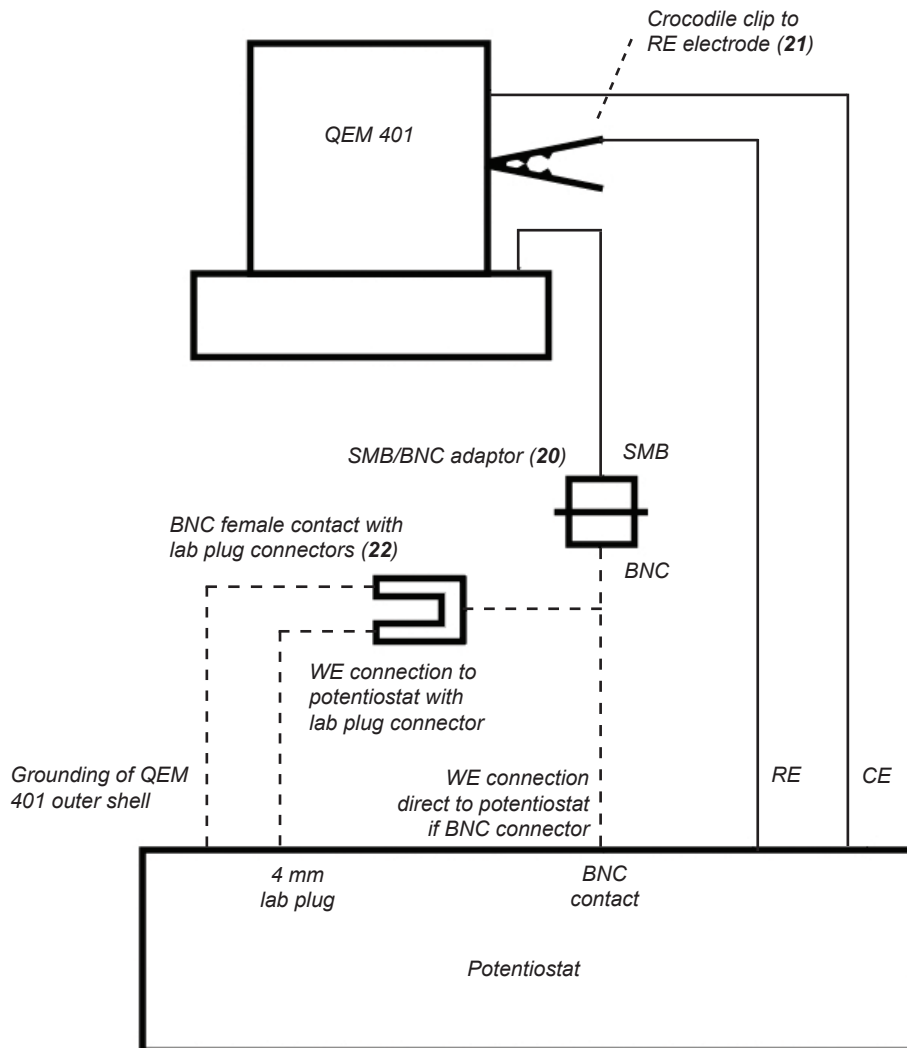 Crocodile clip to
RE electrode (21)
QEM 401
SMB/BNC adaptor (20)
SMB
BNC female contact with
lab plug connectors (22)
BNC
WE connection to
potentiostat with
lab plug connector
Grounding of QEM
401 outer shell
WE connection
direct to potentiostat
if BNC connector
RE
CE
4 mm
lab plug
BNC
contact
Potentiostat